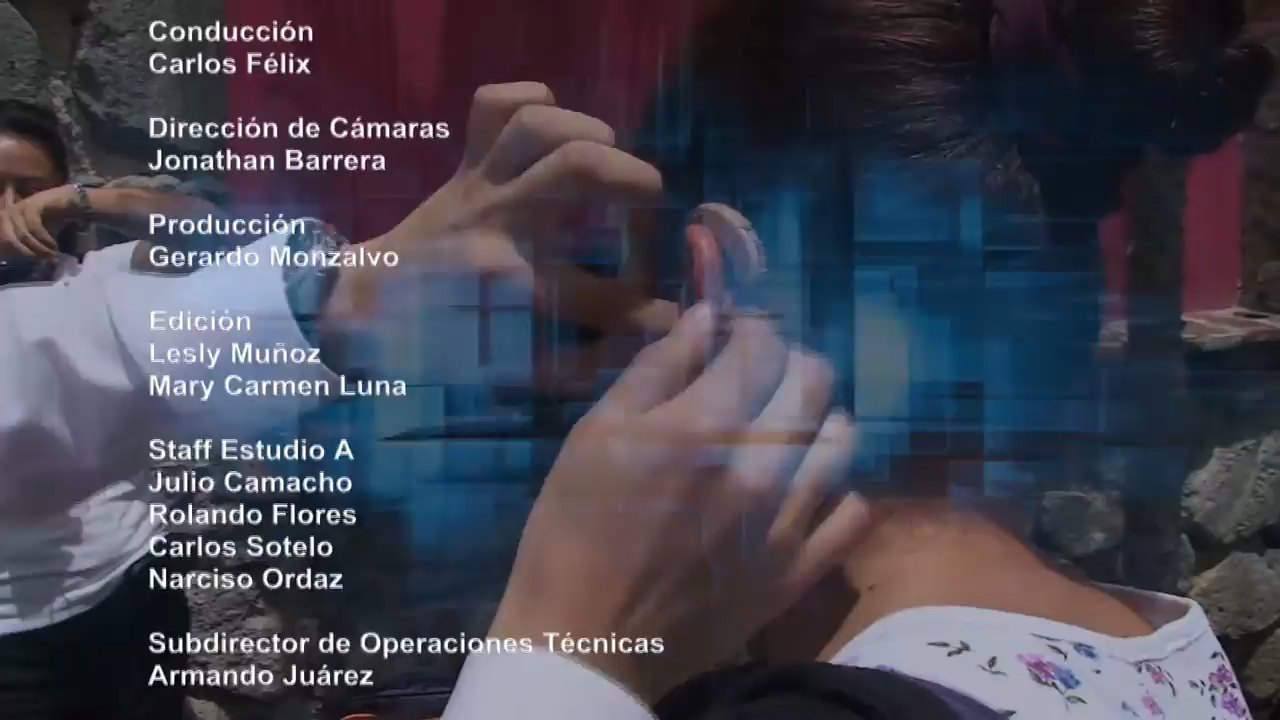 Conducción
Carlos Félix
Dirección de Cámaras
Jonathan Barrera
Producción
Gerardo Monzalvo
Edición
Lesly Muñoz
Mary Carmen Luna
Staff Estudio A
Julio Camacho
Rolando Flores
Carlos Sotelo
Narciso Ordaz
Subdirector de Operaciones Técnicas
Armando Juárez